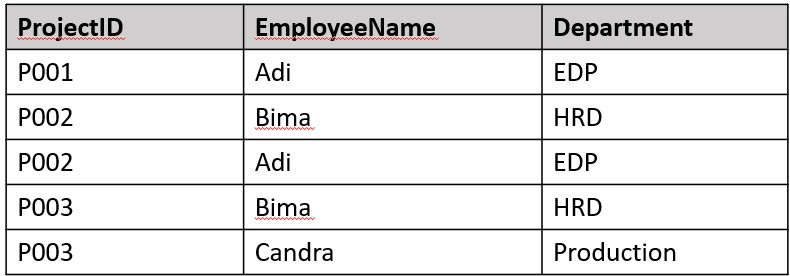 ProjectID EmployeeName Department
P001 Adi EDP
P002 Bima HRD
P002 Adi EDP
P003 Bima HRD
P003 Candra Production